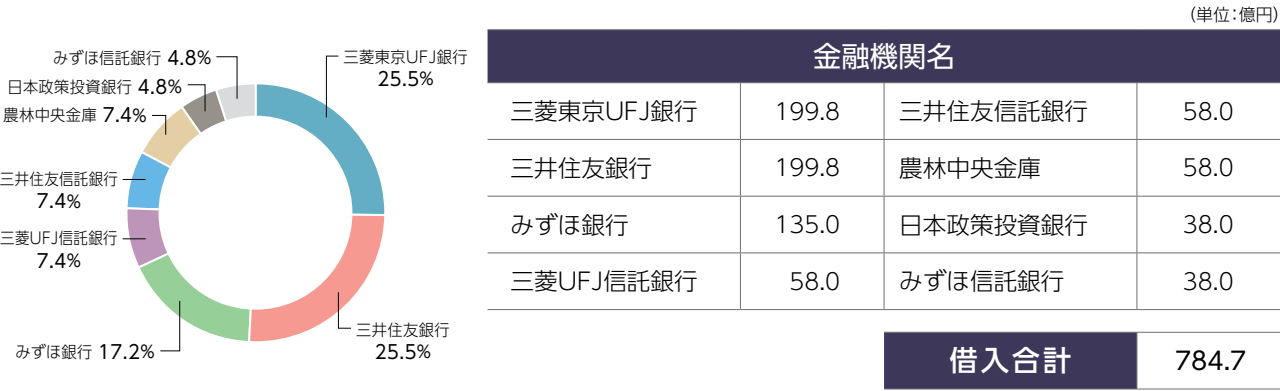 (単位:億円)
みずほ信託銀行 4.8%
日本政策投資銀行 4.8%
農林中央金庫 7.4%
三井住友信託銀行
7.4%
三菱UFJ信託銀行
7.4%
みずほ銀行 17.2%
三菱東京UFJ銀行
25.5%
三井住友銀行
25.5%
金融機関名
三菱東京UFJ銀行 199.8 三井住友信託銀行 58.0
三井住友銀行 199.8 農林中央金庫 58.0
みずほ銀行 135.0 日本政策投資銀行 38.0
三菱UFJ信託銀行 58.0 みずほ信託銀行 38.0
借入合計 784.7